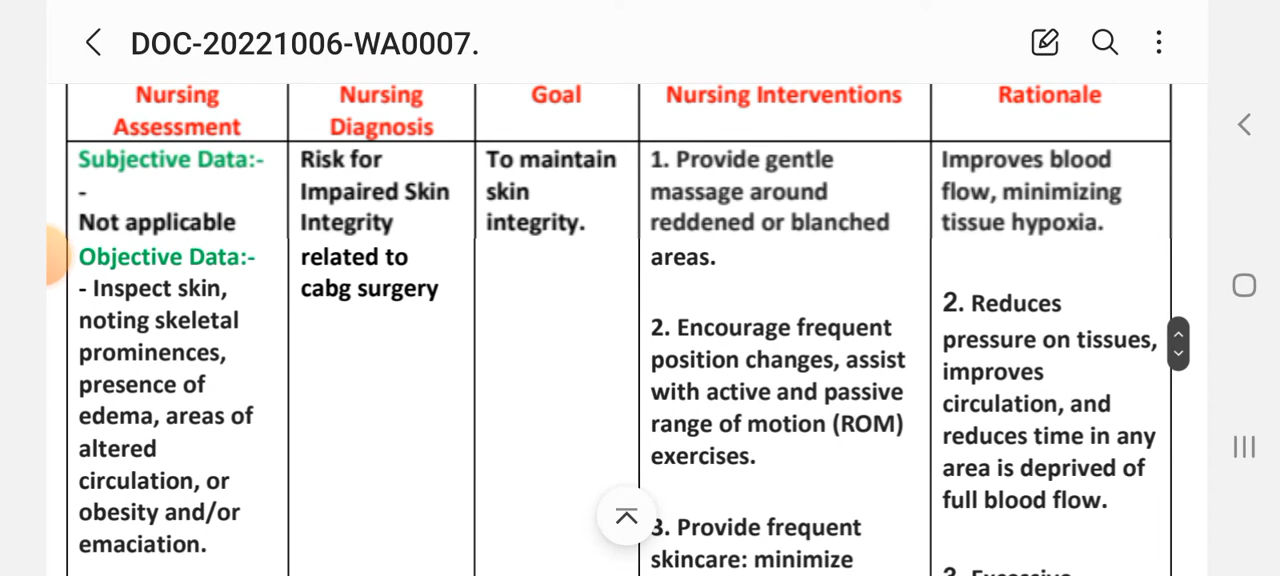 DOC-20221006-WA0007.
Nursing
Assessment
Nursing
Diagnosis
Goal
Nursing Interventions
Rationale
Subjective Data:-
-
Not applicable
Objective Data:-
- Inspect skin,
noting skeletal
prominences,
presence of
edema, areas of
altered
circulation, or
obesity and/or
emaciation.
Risk for
Impaired Skin
Integrity
related to
cabg surgery
To maintain
skin
integrity.
1. Provide gentle
massage around
reddened or blanched
areas.
2. Encourage frequent
position changes, assist
with active and passive
range of motion (ROM)
exercises.
3. Provide frequent
skincare: minimize
Improves blood
flow, minimizing
tissue hypoxia.
2. Reduces
pressure on tissues,
improves
circulation, and
reduces time in any
area is deprived of
full blood flow.
3. Excessive